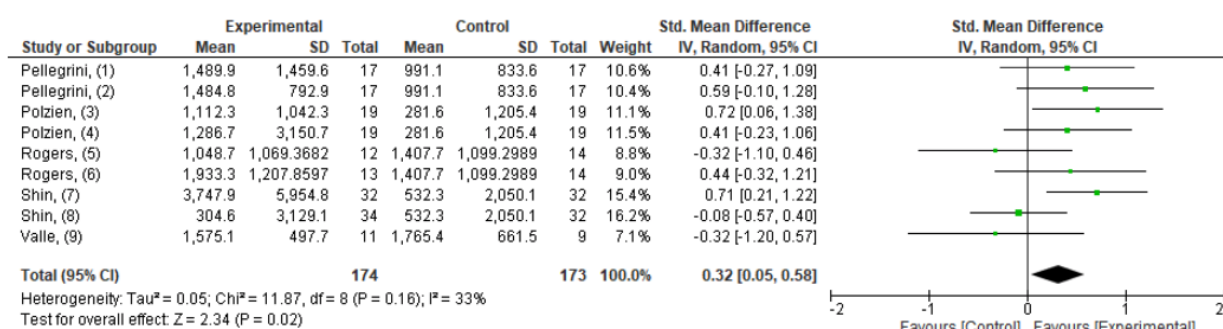 Experimental Control Std. Mean Difference Std. Mean Difference
Study or Subgroup Mean SD Total Mean SD Total Weight IV, Random, 95% CI IV, Random, 95% CI
Pellegrini, (1) 1,489.9 1,459.6 17 991.1 833.6 17 10.6% 0.41 [-0.27, 1.09]
Pellegrini, (2) 1,484.8 792.9 17 991.1 833.6 17 10.4% 0.59 [-0.10, 1.28]
Polzien, (3) 1,112.3 1,042.3 19 281.6 1,205.4 19 11.1% 0.72 [0.06, 1.38]
Polzien, (4) 1,286.7 3,150.7 19 281.6 1,205.4 19 11.5% 0.41 [-0.23, 1.06]
Rogers, (5) 1,048.7 1,069.3682 12 1,407.7 1,099.2989 14 8.8% -0.32 [-1.10, 0.46]
Rogers, (6) 1,933.3 1,207.8597 13 1,407.7 1,099.2989 14 9.0% 0.44 [-0.32, 1.21]
Shin, (7) 3,747.9 5,954.8 32 532.3 2,050.1 32 15.4% 0.71 [0.21, 1.22]
Shin, (8) 304.6 3,129.1 34 532.3 2,050.1 32 16.2% -0.08 [-0.57, 0.40]
Valle, (9) 1,575.1 497.7 11 1,765.4 661.5 9 7.1% -0.32 [-1.20, 0.57]
Total (95% CI) 174 173 100.0% 0.32 [0.05, 0.58]
Heterogeneity: Tau² = 0.05; Chi² = 11.87, df = 8 (P = 0.16); I² = 33%
Test for overall effect: Z = 2.34 (P = 0.02)
-2 -1 0 1 2
Favours [Control] Favours [Experimental]